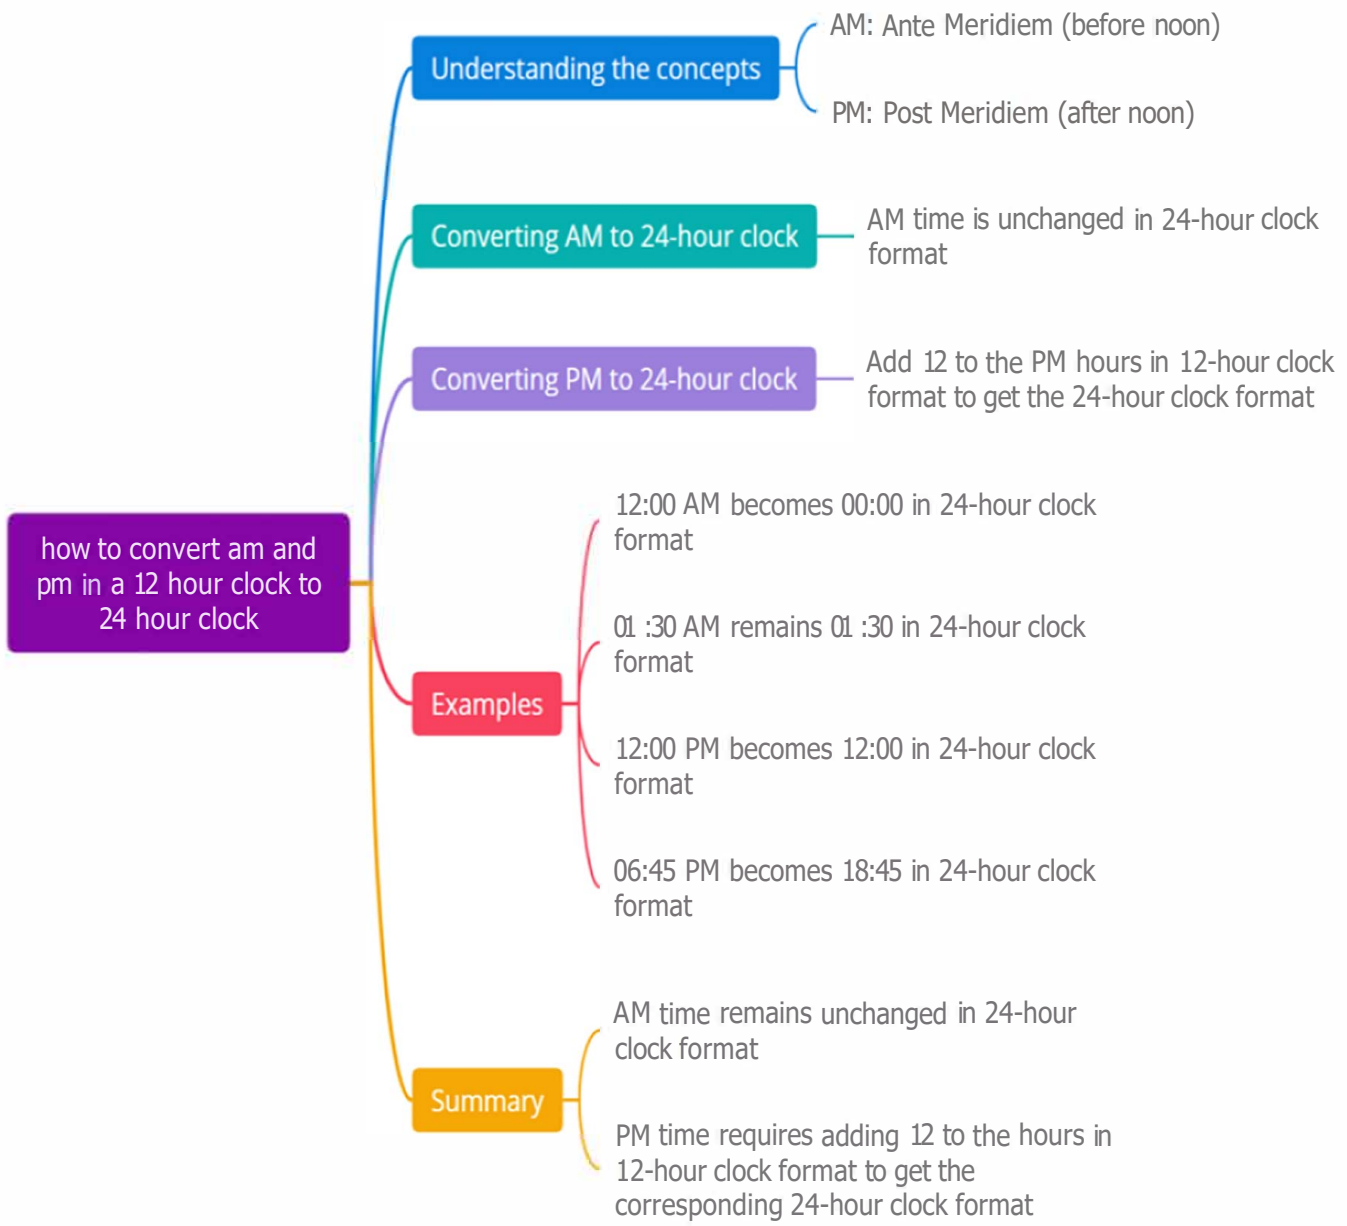 how to convert am and
pm in a 12 hour clock to
24 hour clock
Understanding the concepts
AM: Ante Meridiem (before noon)
PM: Post Meridiem (after noon)
Converting AM to 24-hour clock
AM time is unchanged in 24-hour clock
format
Converting PM to 24-hour clock
Add 12 to the PM hours in 12-hour clock
format to get the 24-hour clock format
Examples
12:00 AM becomes 00:00 in 24-hour clock
format
01 :30 AM remains 01 :30 in 24-hour clock
format
12:00 PM becomes 12:00 in 24-hour clock
format
06:45 PM becomes 18:45 in 24-hour clock
format
Summary
AM time remains unchanged in 24-hour
clock format
PM time requires adding 12 to the hours in
12-hour clock format to get the
corresponding 24-hour clock format